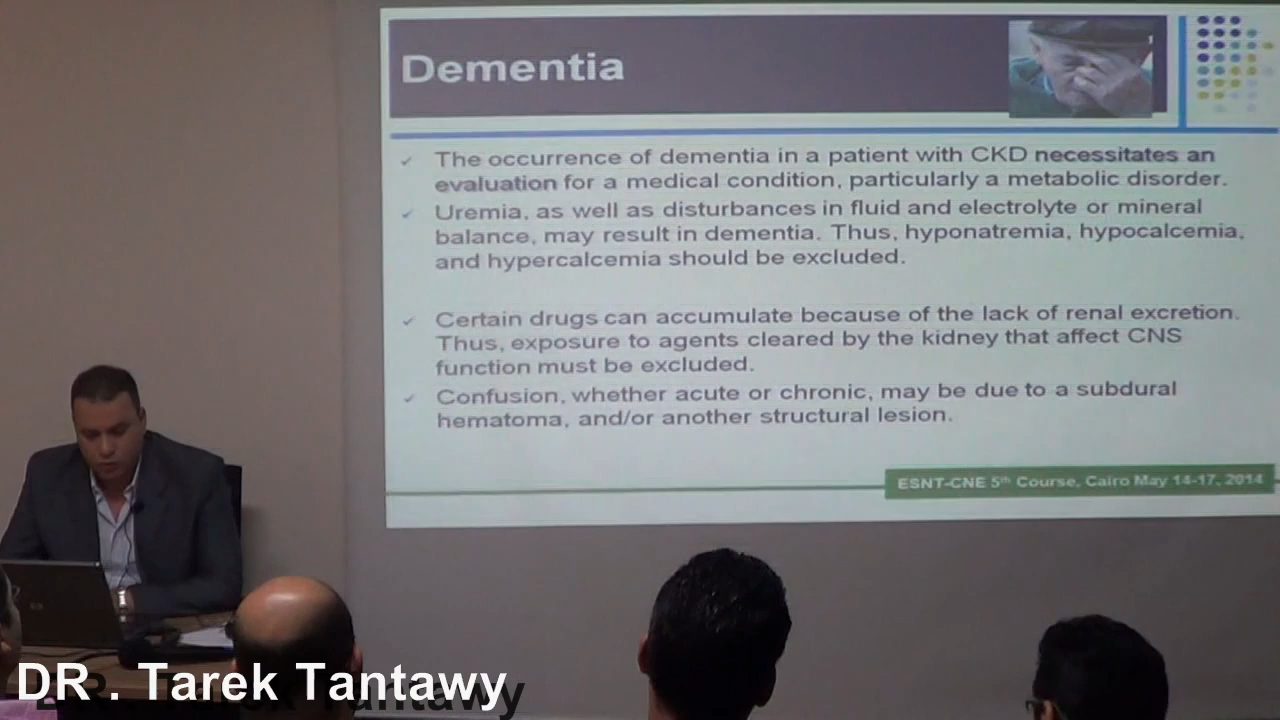 Dementia
✓ The occurrence of dementia in a patient with CKD necessitates an
evaluation for a medical condition, particularly a metabolic disorder.
✓ Uremia, as well as disturbances in fluid and electrolyte or mineral
balance, may result in dementia. Thus, hyponatremia, hypocalcemia,
and hypercalcemia should be excluded.
✓ Certain drugs can accumulate because of the lack of renal excretion.
Thus, exposure to agents cleared by the kidney that affect CNS
function must be excluded.
✓ Confusion, whether acute or chronic, may be due to a subdural
hematoma, and/or another structural lesion.
ESNT-CNE 5th Course, Cairo May 14-17, 2014
DR . Tarek Tantawy